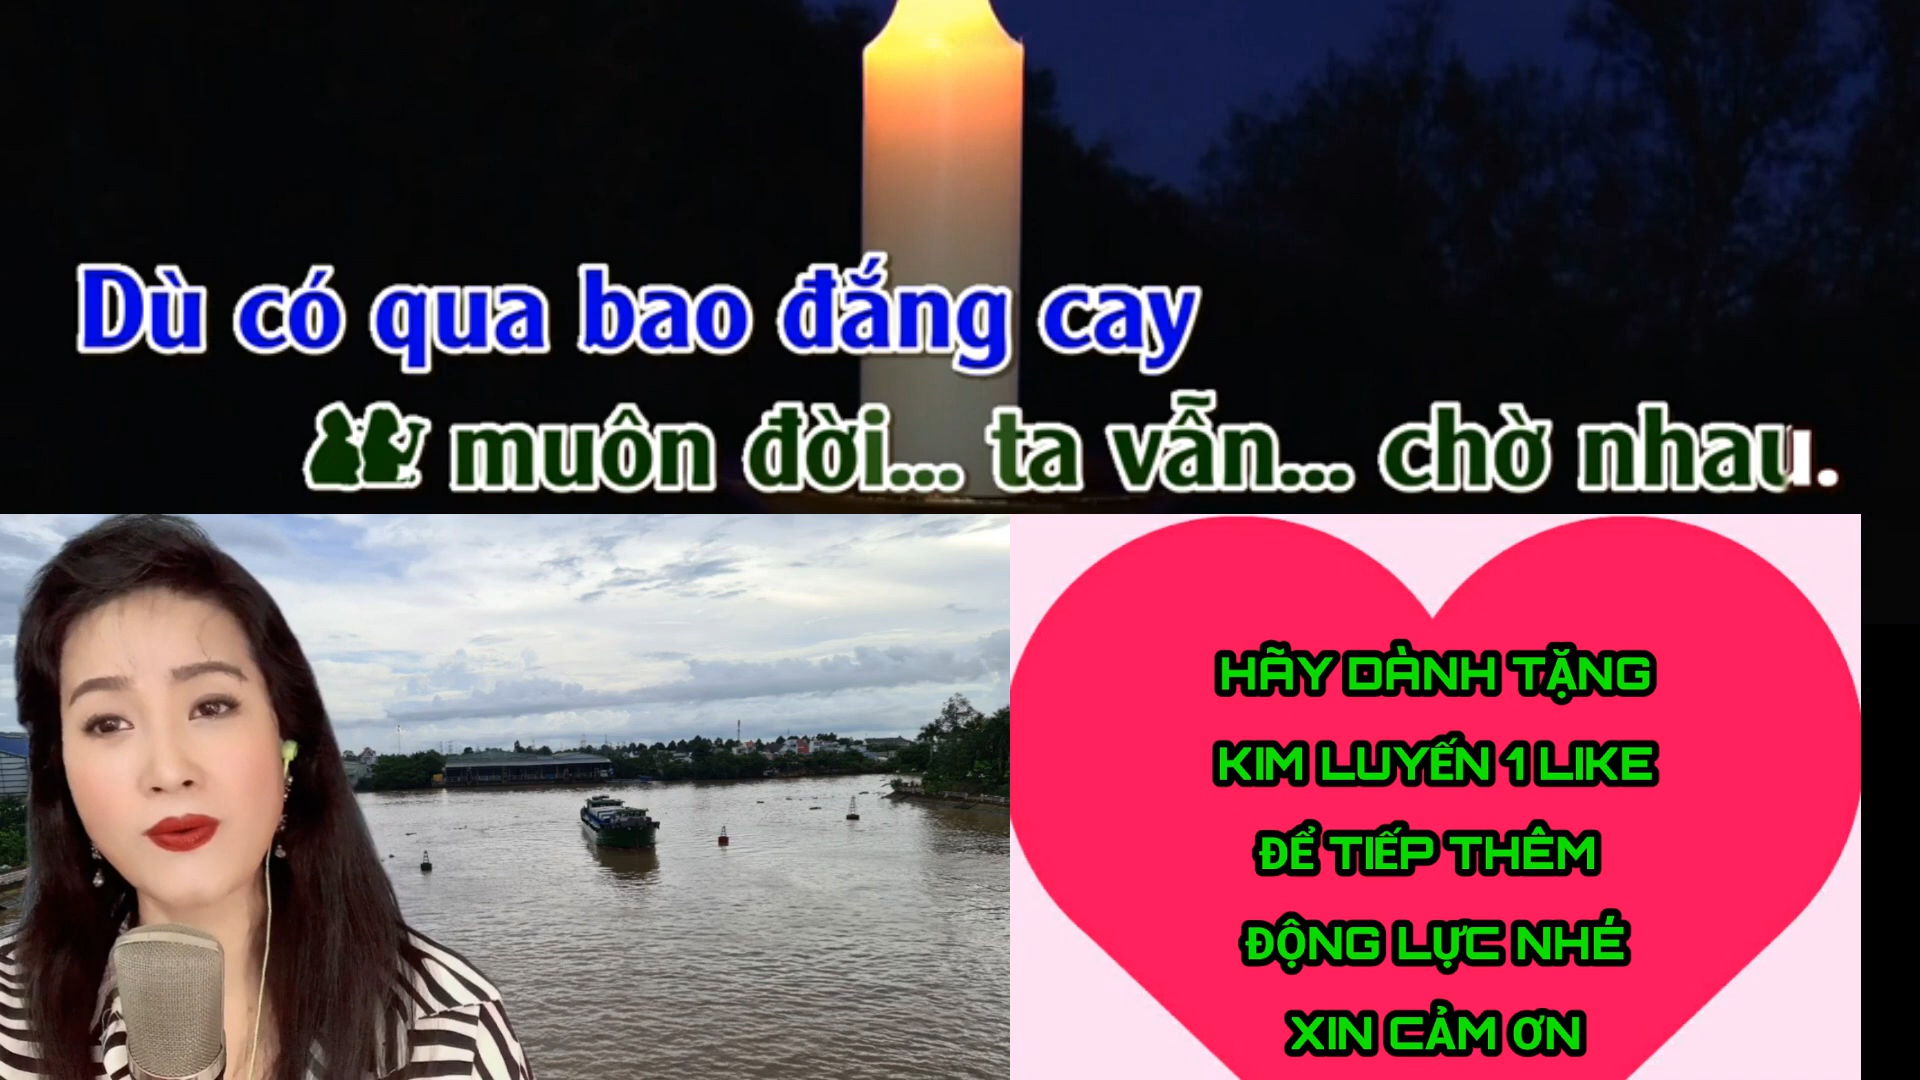 Dù có qua bao đắng cay
muôn đời... ta vẫn... chờ nhau.
HÃY DÀNH TẶNG
KIM LUYẾN 1 LIKE
ĐỂ TIẾP THÊM
ĐỘNG LỰC NHÉ
XIN CẢM ƠN